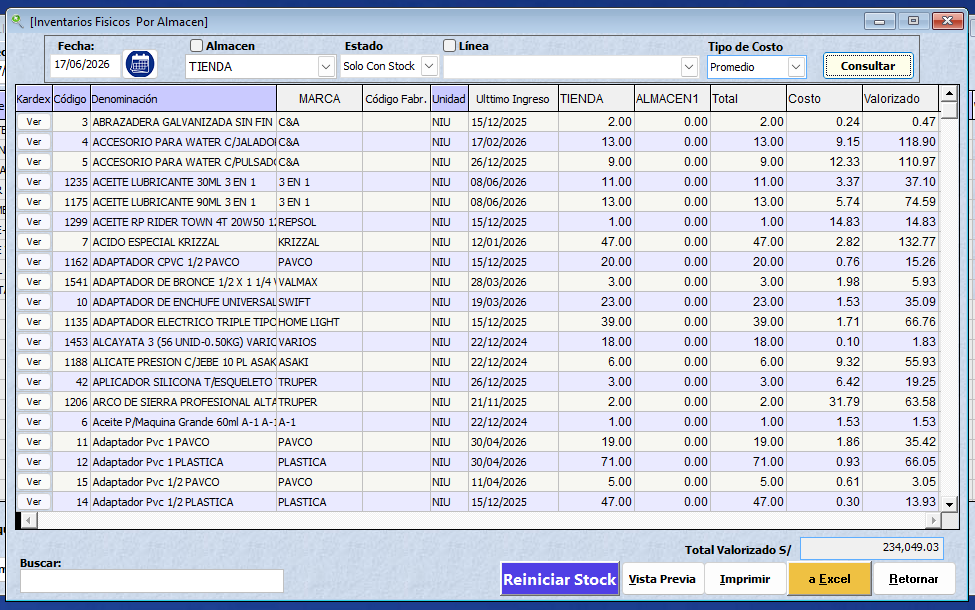 [Inventarios Fisicos Por Almacen]
Fecha: Almacen Estado Línea Tipo de Costo
17/06/2026 TIENDA Solo Con Stock Promedio Consultar
Kardex Código Denominación MARCA Código Fabr. Unidad Ulttimo Ingreso TIENDA ALMACEN1 Total Costo Valorizado
Ver 3 ABRAZADERA GALVANIZADA SIN FIN C&A NIU 15/12/2025 2.00 0.00 2.00 0.24 0.47
Ver 4 ACCESORIO PARA WATER C/JALADO C&A NIU 17/02/2026 13.00 0.00 13.00 9.15 118.90
Ver 5 ACCESORIO PARA WATER C/PULSADO C&A NIU 26/12/2025 9.00 0.00 9.00 12.33 110.97
Ver 1235 ACEITE LUBRICANTE 30ML 3 EN 1 3 EN 1 NIU 08/06/2026 11.00 0.00 11.00 3.37 37.10
Ver 1175 ACEITE LUBRICANTE 90ML 3 EN 1 3 EN 1 NIU 08/06/2026 13.00 0.00 13.00 5.74 74.59
Ver 1299 ACEITE RP RIDER TOWN 4T 20W50 12 REPSOL NIU 15/12/2025 1.00 0.00 1.00 14.83 14.83
Ver 7 ACIDO ESPECIAL KRIZZAL KRIZZAL NIU 12/01/2026 47.00 0.00 47.00 2.82 132.77
Ver 1162 ADAPTADOR CPVC 1/2 PAVCO PAVCO NIU 15/12/2025 20.00 0.00 20.00 0.76 15.26
Ver 1541 ADAPTADOR DE BRONCE 1/2 X 1 1/4 VALMAX NIU 28/03/2026 3.00 0.00 3.00 1.98 5.93
Ver 10 ADAPTADOR DE ENCHUFE UNIVERSAL SWIFT NIU 19/03/2026 23.00 0.00 23.00 1.53 35.09
Ver 1135 ADAPTADOR ELECTRICO TRIPLE TIPO HOME LIGHT NIU 15/12/2025 39.00 0.00 39.00 1.71 66.76
Ver 1453 ALCAYATA 3 (56 UNID-0.50KG) VARIO VARIOS NIU 22/12/2024 18.00 0.00 18.00 0.10 1.83
Ver 1188 ALICATE PRESION C/JEBE 10 PL ASAK ASAKI NIU 22/12/2024 6.00 0.00 6.00 9.32 55.93
Ver 42 APLICADOR SILICONA T/ESQUELETO TRUPER NIU 26/12/2025 3.00 0.00 3.00 6.42 19.25
Ver 1206 ARCO DE SIERRA PROFESIONAL ALTA TRUPER NIU 21/11/2025 2.00 0.00 2.00 31.79 63.58
Ver 6 Aceite P/Maquina Grande 60ml A-1 A-1 A-1 NIU 22/12/2024 1.00 0.00 1.00 1.53 1.53
Ver 11 Adaptador Pvc 1 PAVCO PAVCO NIU 30/04/2026 19.00 0.00 19.00 1.86 35.42
Ver 12 Adaptador Pvc 1 PLASTICA PLASTICA NIU 30/04/2026 71.00 0.00 71.00 0.93 66.05
Ver 15 Adaptador Pvc 1/2 PAVCO PAVCO NIU 11/04/2026 5.00 0.00 5.00 0.61 3.05
Ver 14 Adaptador Pvc 1/2 PLASTICA PLASTICA NIU 15/12/2025 47.00 0.00 47.00 0.30 13.93
Total Valorizado S/ 234,049.03
Buscar:
Reiniciar Stock Vista Previa Imprimir a Excel Retornar